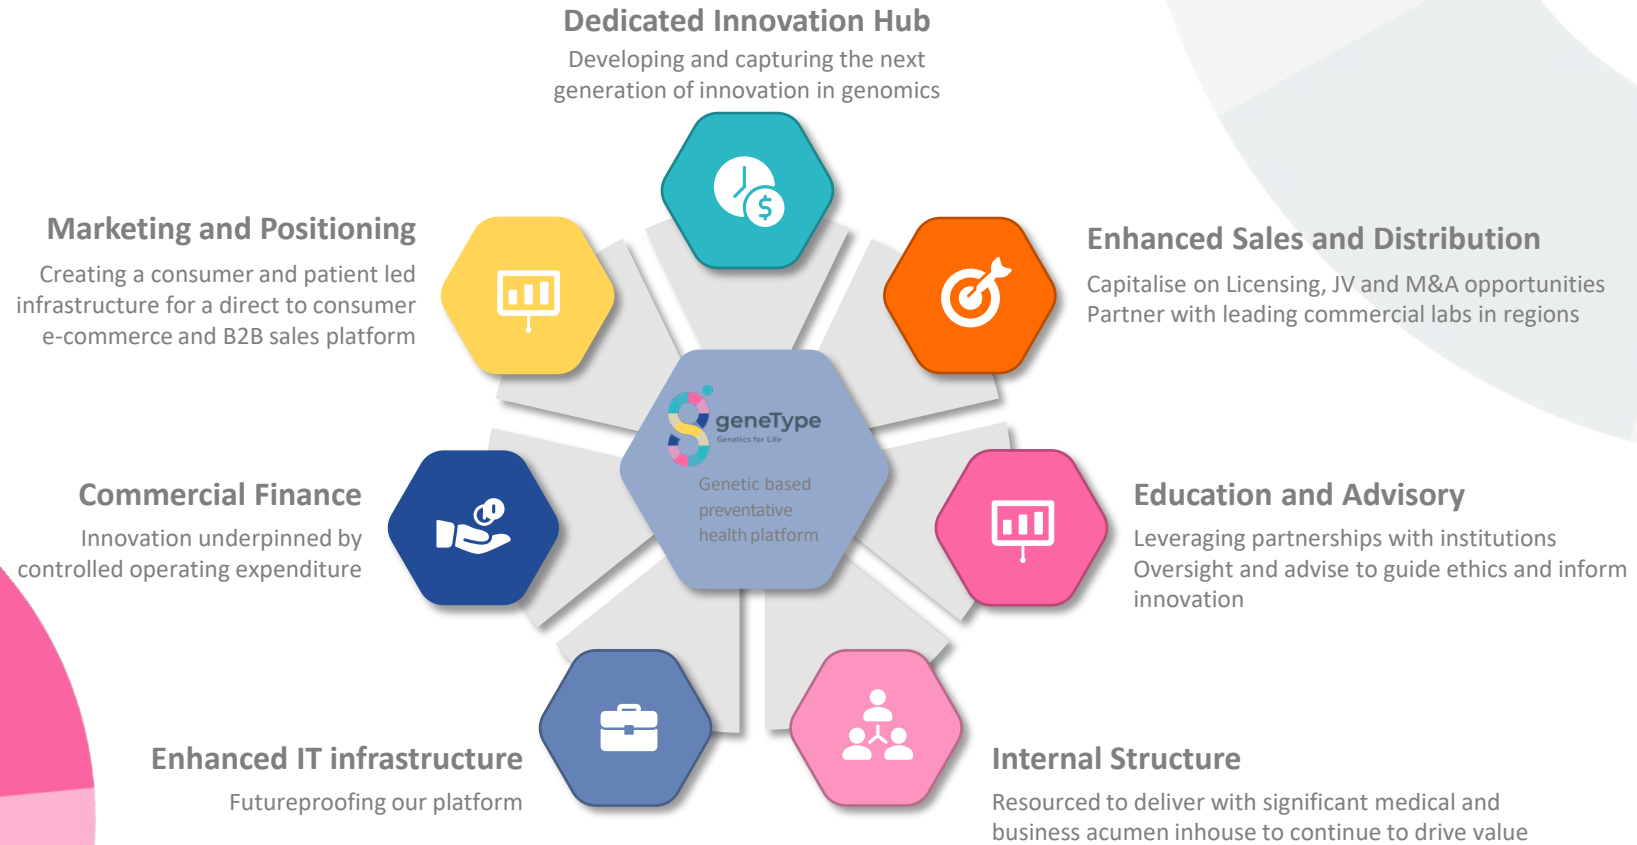 Dedicated Innovation Hub
Developing and capturing the next
generation of innovation in genomics
Marketing and Positioning
Creating a consumer and patient led
infrastructure for a direct to consumer
e-commerce and B2B sales platform
Enhanced Sales and Distribution
Capitalise on Licensing, JV and M&A opportunities
Partner with leading commercial labs in regions
geneType
Genetics for Life
Genetic based
preventative
health platform
Commercial Finance
Innovation underpinned by
controlled operating expenditure
Education and Advisory
Leveraging partnerships with institutions
Oversight and advise to guide ethics and inform
innovation
Enhanced IT infrastructure
Futureproofing our platform
Internal Structure
Resourced to deliver with significant medical and
business acumen inhouse to continue to drive value